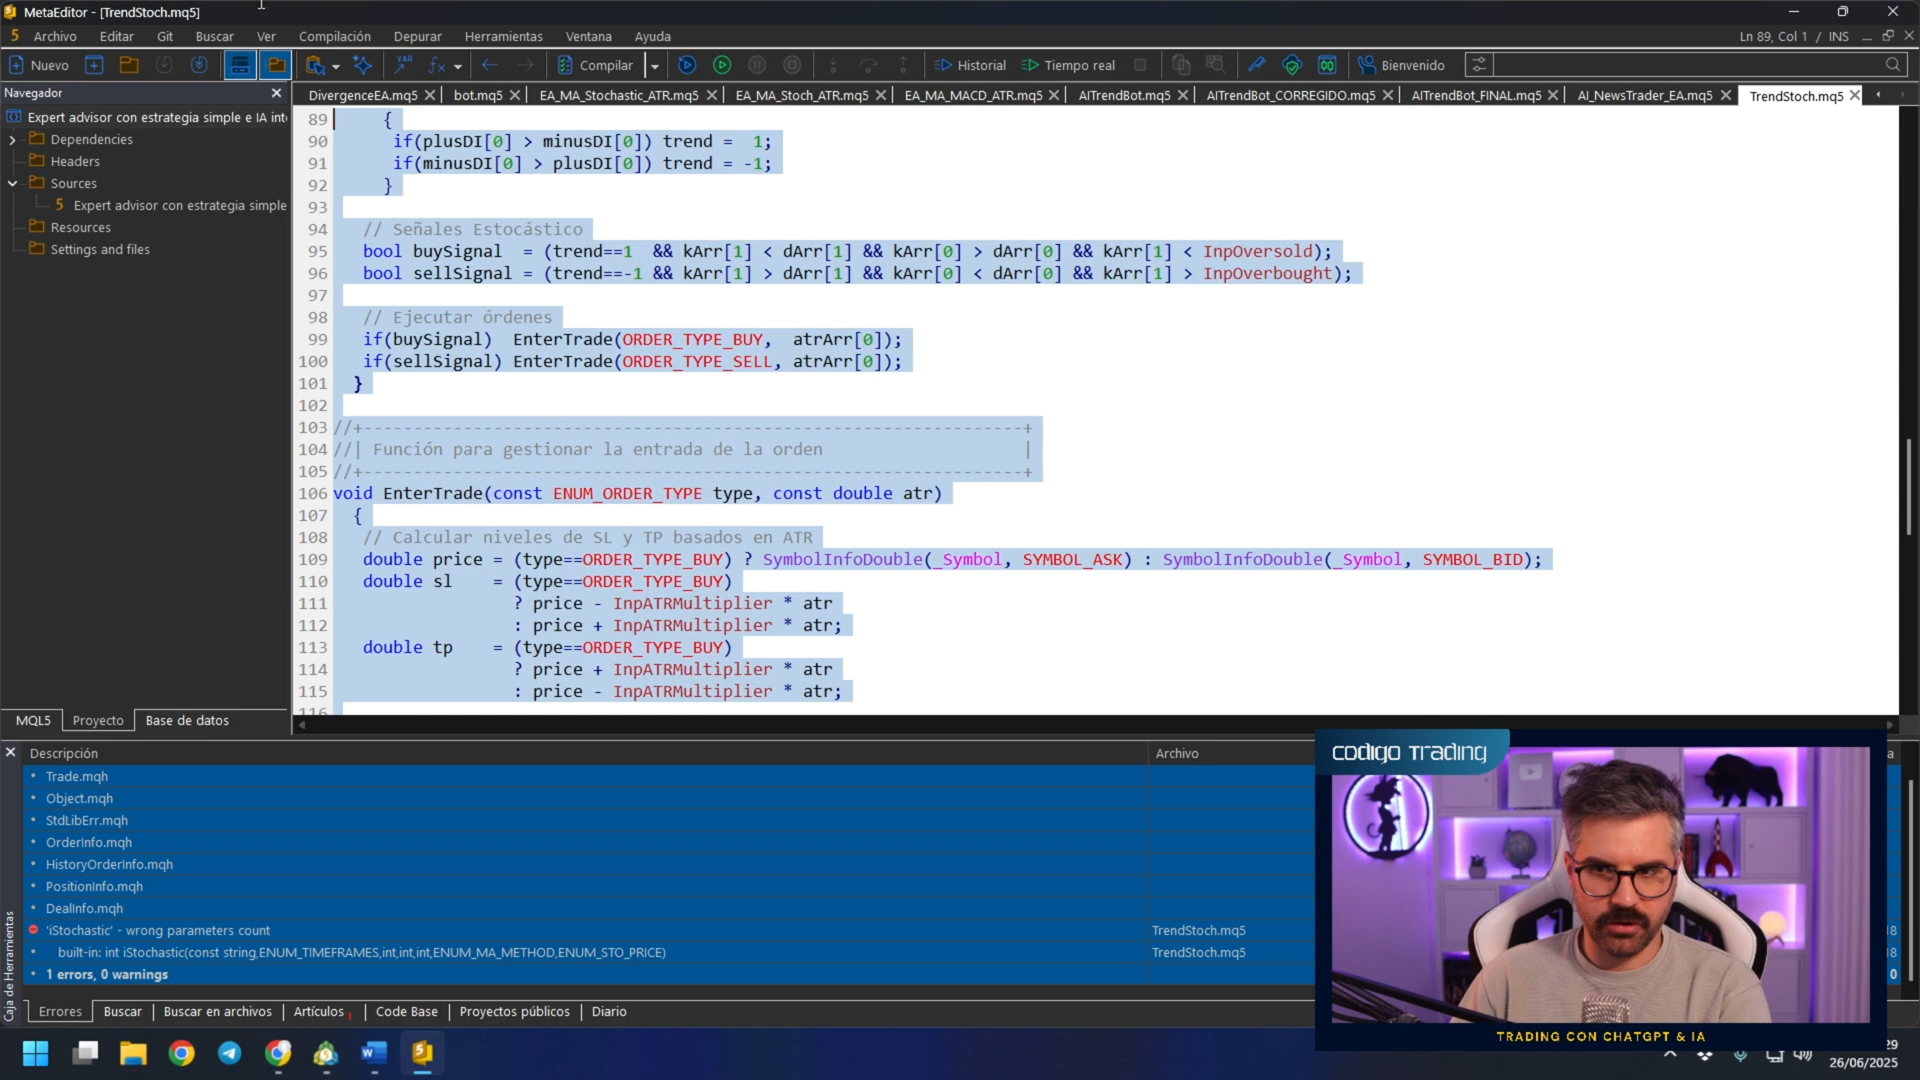 MetaEditor - [TrendStoch.mq5]
5 Archivo Editar Git Buscar Ver Compilación Depurar Herramientas Ventana Ayuda Ln 89, Col 1 / INS
Nuevo Compilar Historial Tiempo real Bienvenido
Navegador
DivergenceEA.mq5 bot.mq5 EA_MA_Stochastic_ATR.mq5 EA_MA_Stoch_ATR.mq5 EA_MA_MACD_ATR.mq5 AITrendBot.mq5 AITrendBot_CORREGIDO.mq5 AITrendBot_FINAL.mq5 AI_NewsTrader_EA.mq5 TrendStoch.mq5
Expert advisor con estrategia simple e IA int
Dependencies
Headers
Sources
5 Expert advisor con estrategia simple
Resources
Settings and files
89 {
90 if(plusDI[0] > minusDI[0]) trend = 1;
91 if(minusDI[0] > plusDI[0]) trend = -1;
92 }
93
94 // Señales Estocástico
95 bool buySignal = (trend==1 && kArr[1] < dArr[1] && kArr[0] > dArr[0] && kArr[1] < InpOversold);
96 bool sellSignal = (trend==-1 && kArr[1] > dArr[1] && kArr[0] < dArr[0] && kArr[1] > InpOverbought);
97
98 // Ejecutar órdenes
99 if(buySignal) EnterTrade(ORDER_TYPE_BUY, atrArr[0]);
100 if(sellSignal) EnterTrade(ORDER_TYPE_SELL, atrArr[0]);
101 }
102
103 //+------------------------------------------------------------------+
104 //| Función para gestionar la entrada de la orden |
105 //+------------------------------------------------------------------+
106 void EnterTrade(const ENUM_ORDER_TYPE type, const double atr)
107 {
108 // Calcular niveles de SL y TP basados en ATR
109 double price = (type==ORDER_TYPE_BUY) ? SymbolInfoDouble(_Symbol, SYMBOL_ASK) : SymbolInfoDouble(_Symbol, SYMBOL_BID);
110 double sl = (type==ORDER_TYPE_BUY)
111 ? price - InpATRMultiplier * atr
112 : price + InpATRMultiplier * atr;
113 double tp = (type==ORDER_TYPE_BUY)
114 ? price + InpATRMultiplier * atr
115 : price - InpATRMultiplier * atr;
116
MQL5 Proyecto Base de datos
Descripción Archivo
Trade.mqh
Object.mqh
StdLibErr.mqh
OrderInfo.mqh
HistoryOrderInfo.mqh
PositionInfo.mqh
DealInfo.mqh
'iStochastic' - wrong parameters count TrendStoch.mq5
built-in: int iStochastic(const string,ENUM_TIMEFRAMES,int,int,int,ENUM_MA_METHOD,ENUM_STO_PRICE) TrendStoch.mq5
1 errors, 0 warnings 0
Caja de Herramientas
Errores Buscar Buscar en archivos Artículos Code Base Proyectos públicos Diario
codigo Trading
TRADING CON CHATGPT & IA
26/06/2025